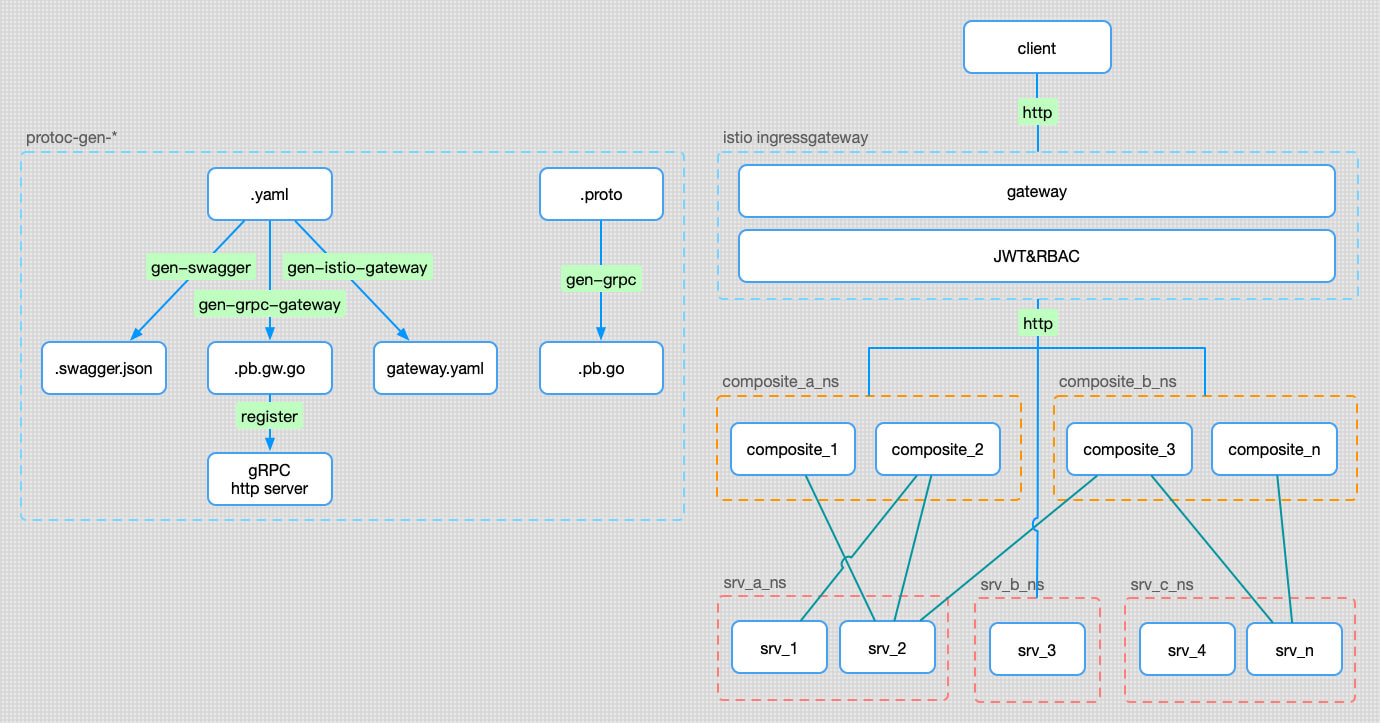 protoc-gen-*
.yaml
.proto
gen-swagger
gen-istio-gateway
gen-grpc
gen-grpc-gateway
.swagger.json
.pb.gw.go
gateway.yaml
.pb.go
register
gRPC
http server
client
http
istio ingressgateway
gateway
JWT&RBAC
http
composite_a_ns
composite_b_ns
composite_1
composite_2
composite_3
composite_n
srv_a_ns
srv_b_ns
srv_c_ns
srv_1
srv_2
srv_3
srv_4
srv_n